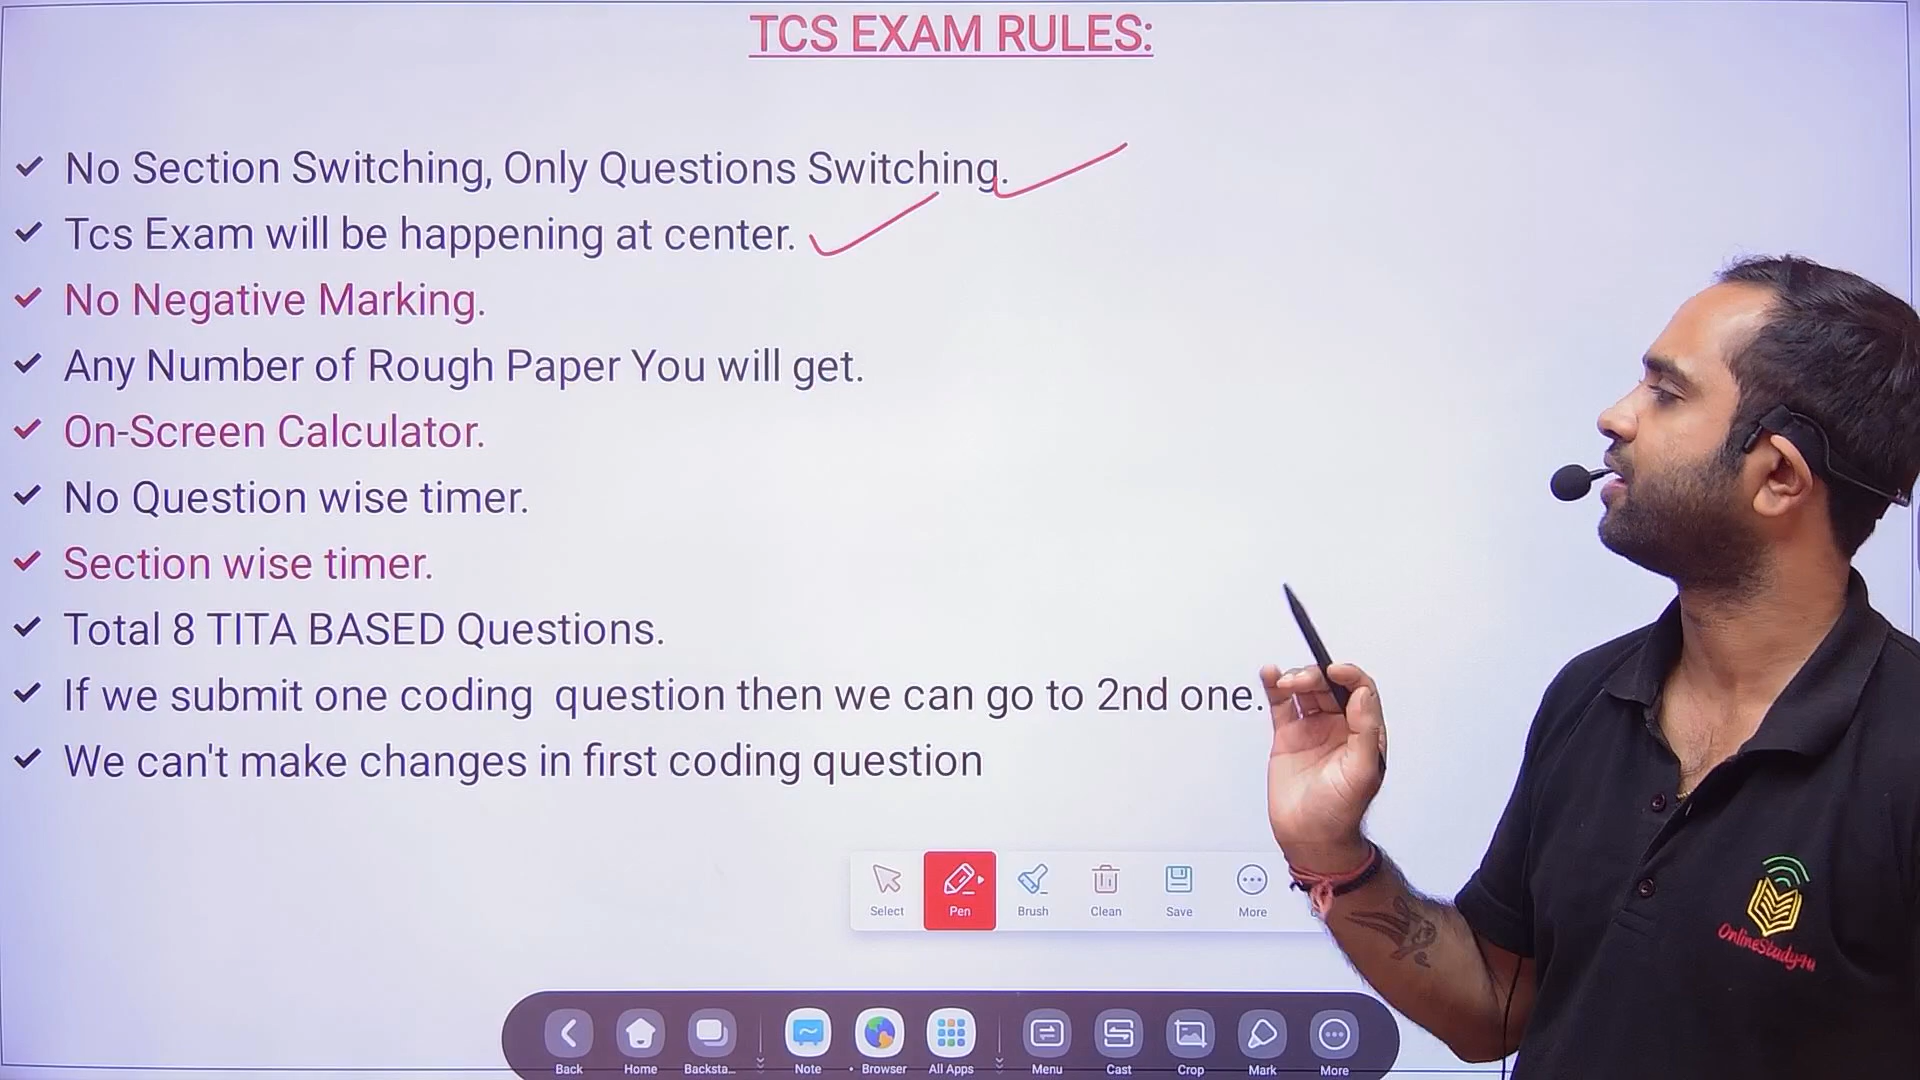 TCS EXAM RULES:
No Section Switching, Only Questions Switching.
Tcs Exam will be happening at center.
No Negative Marking.
Any Number of Rough Paper You will get.
On-Screen Calculator.
No Question wise timer.
Section wise timer.
Total 8 TITA BASED Questions.
If we submit one coding question then we can go to 2nd one.
We can't make changes in first coding question
Select Pen Brush Clean Save More
OnlineStudy4u
Back Home Backsta... Note Browser All Apps Menu Cast Crop Mark More